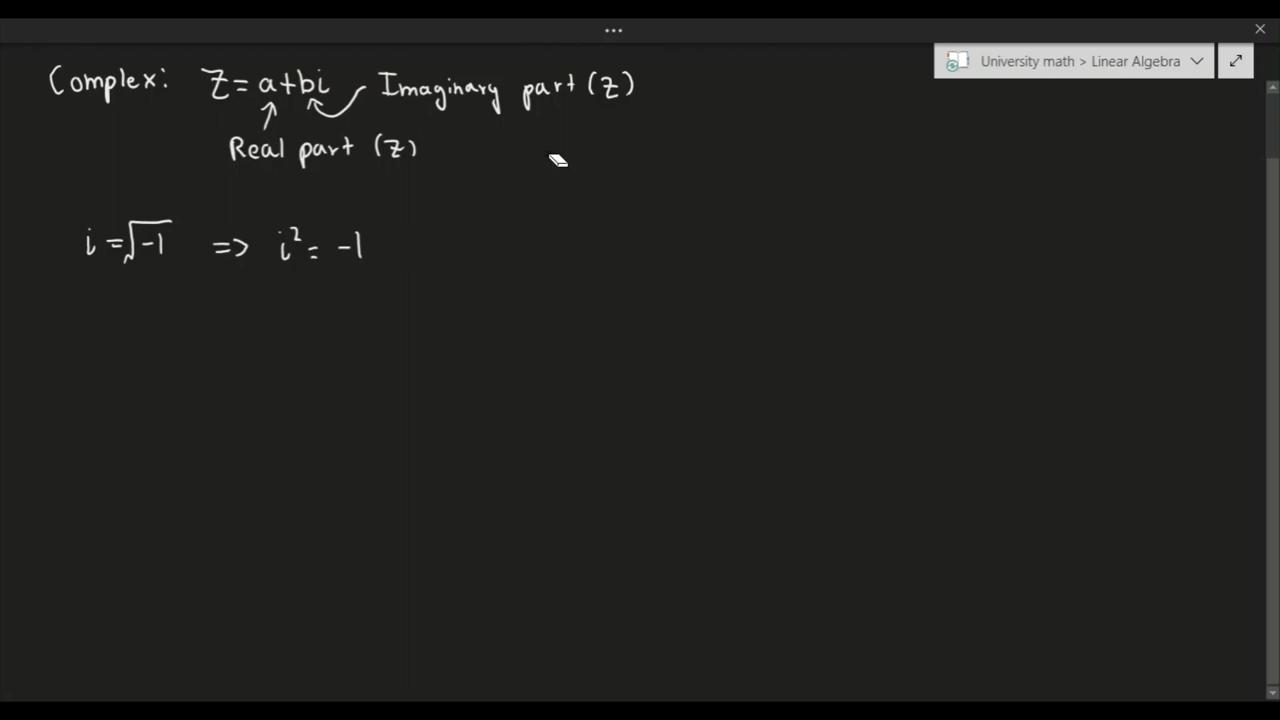 ...
University math > Linear Algebra
Complex: Z = a+bi Imaginary part (Z)
Real part (Z)
i = √-1 => i² = -1